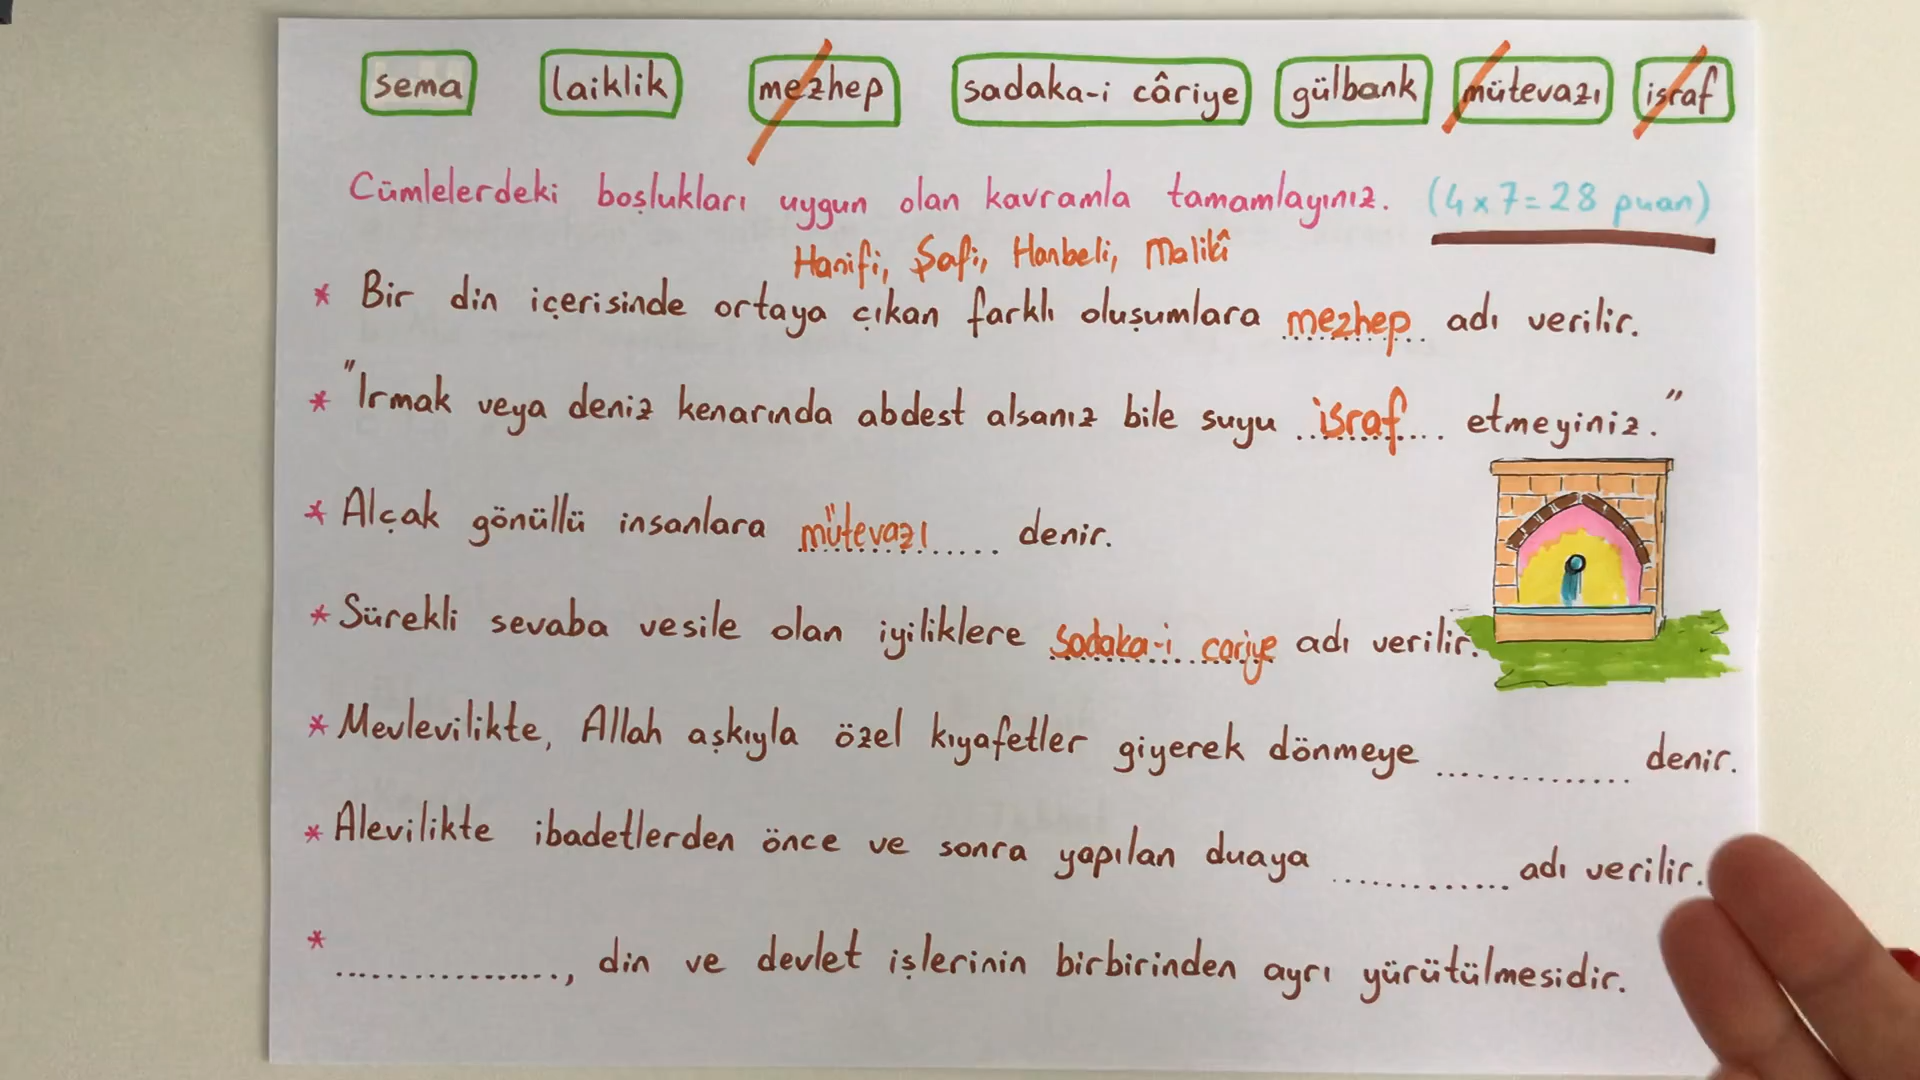 sema laiklik mezhep sadaka-i câriye gülbank mütevazı israf
Cümlelerdeki boşlukları uygun olan kavramla tamamlayınız. (4x7=28 puan)
Hanifi, Şafi, Hanbeli, Malikî
* Bir din içerisinde ortaya çıkan farklı oluşumlara mezhep adı verilir.
* "Irmak veya deniz kenarında abdest alsanız bile suyu israf etmeyiniz."
* Alçak gönüllü insanlara mütevazı denir.
* Sürekli sevaba vesile olan iyiliklere sadaka-i cariye adı verilir.
* Mevlevilikte, Allah aşkıyla özel kıyafetler giyerek dönmeye .............. denir.
* Alevilikte ibadetlerden önce ve sonra yapılan duaya ............. adı verilir.
* ................., din ve devlet işlerinin birbirinden ayrı yürütülmesidir.